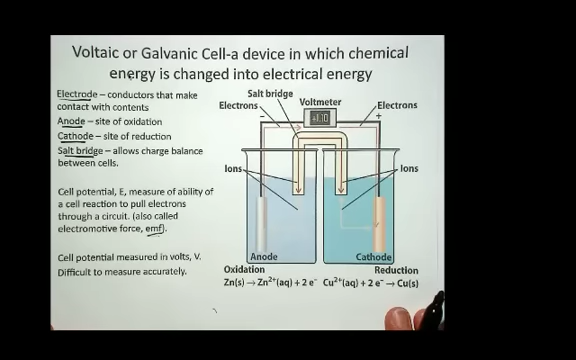 Voltaic or Galvanic Cell-a device in which chemical
energy is changed into electrical energy
Electrode – conductors that make
contact with contents
Anode – site of oxidation
Cathode – site of reduction
Salt bridge – allows charge balance
between cells.
Cell potential, E, measure of ability of
a cell reaction to pull electrons
through a circuit. (also called
electromotive force, emf).
Cell potential measured in volts, V.
Difficult to measure accurately.
Salt bridge
Electrons
Voltmeter
Electrons
–
+1.10
+
Ions
Ions
Anode
Cathode
Oxidation
Reduction
Zn(s) → Zn²⁺(aq) + 2 e⁻
Cu²⁺(aq) + 2 e⁻ → Cu(s)